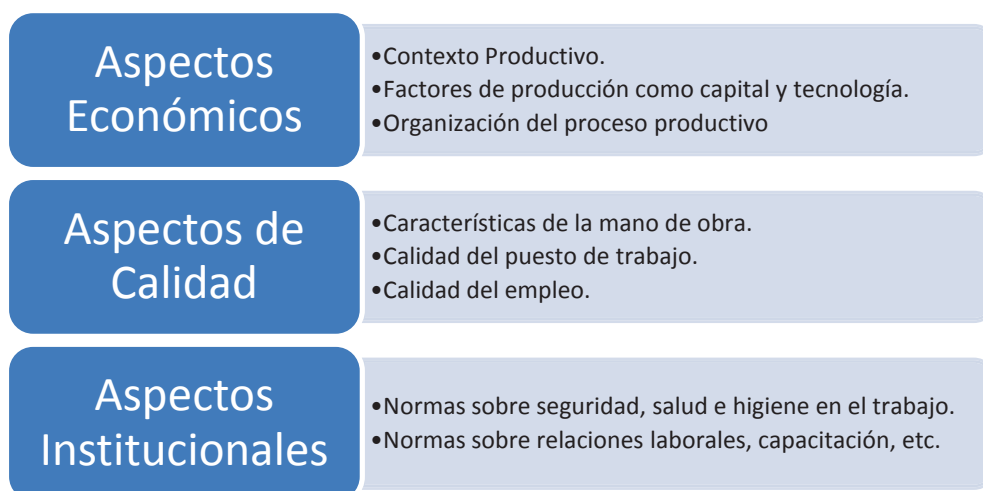 Aspectos
Económicos
•Contexto Productivo.
•Factores de producción como capital y tecnología.
•Organización del proceso productivo
Aspectos de
Calidad
•Características de la mano de obra.
•Calidad del puesto de trabajo.
•Calidad del empleo.
Aspectos
Institucionales
•Normas sobre seguridad, salud e higiene en el trabajo.
•Normas sobre relaciones laborales, capacitación, etc.